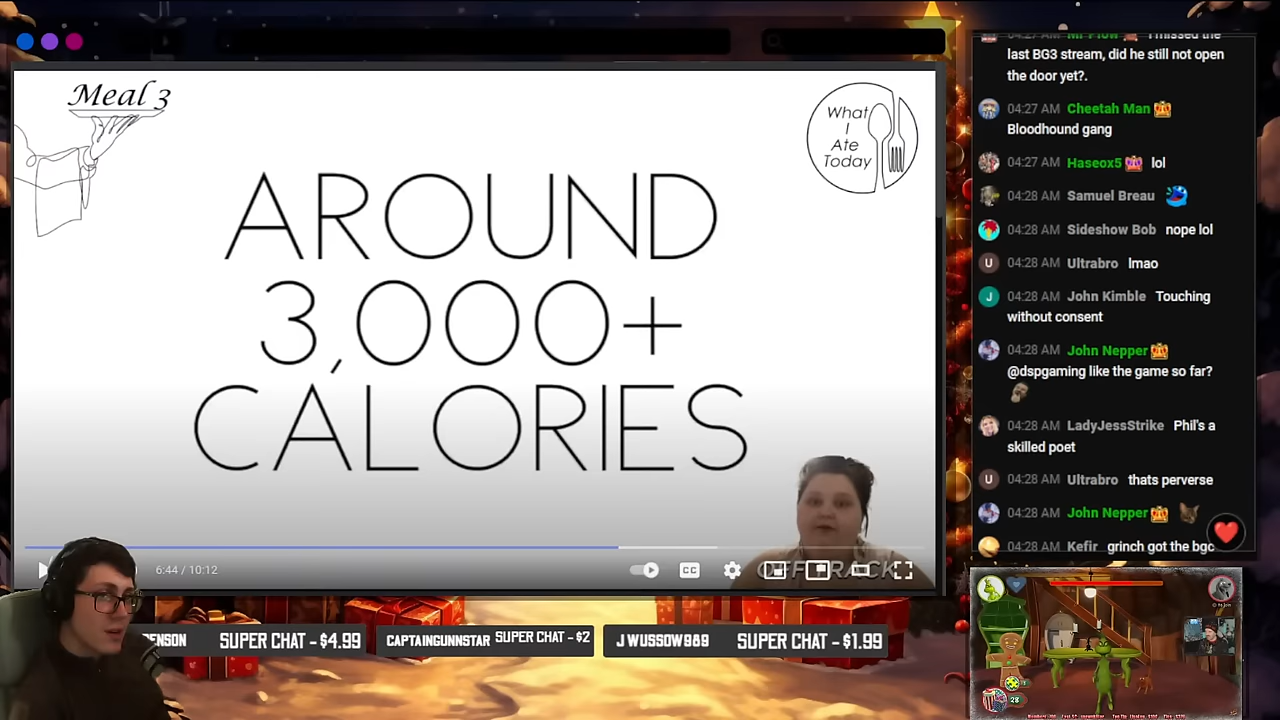 Meal 3
What
I
Ate
Today
AROUND
3,000+
CALORIES
6:44 / 10:12
CC
SUPER CHAT - $4.99
CAPTAINGUNNSTAR SUPER CHAT - $2
J WUSSOW989 SUPER CHAT - $1.99
last BG3 stream, did he still not open
the door yet?.
04:27 AM Cheetah Man
Bloodhound gang
04:27 AM Haseox5 lol
04:28 AM Samuel Breau
04:28 AM Sideshow Bob nope lol
U 04:28 AM Ultrabro lmao
J 04:28 AM John Kimble Touching
without consent
04:28 AM John Nepper
@dspgaming like the game so far?
04:28 AM LadyJessStrike Phil's a
skilled poet
U 04:28 AM Ultrabro thats perverse
04:28 AM John Nepper
04:28 AM Kefir grinch got the bgc
28